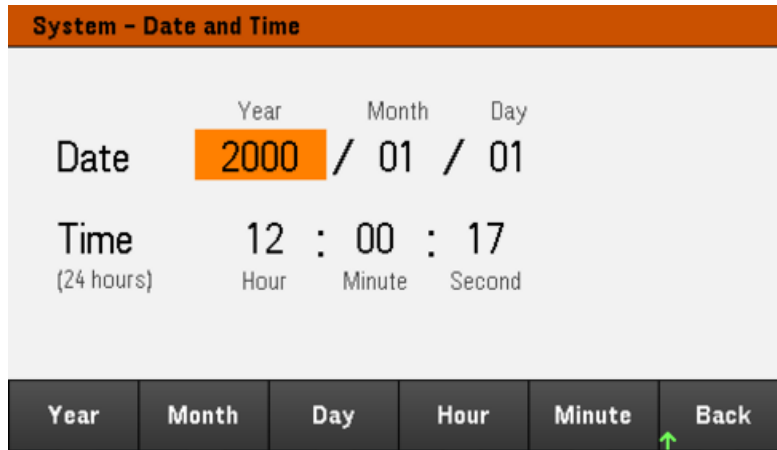 System – Date and Time
Year Month Day
Date 2000 / 01 / 01
Time 12 : 00 : 17
(24 hours) Hour Minute Second
Year Month Day Hour Minute Back